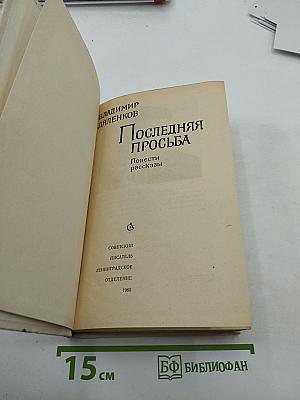 ВЛАДИМИР
ПОСЛЕДНЯЯ
ПРОСЬБА
Повести
рассказы
СОВЕТСКИЙ
ПИСАТЕЛЬ
ЛЕНИНГРАДСКОЕ
ОТДЕЛЕНИЕ
15 см
БФ БИБЛИОФАН